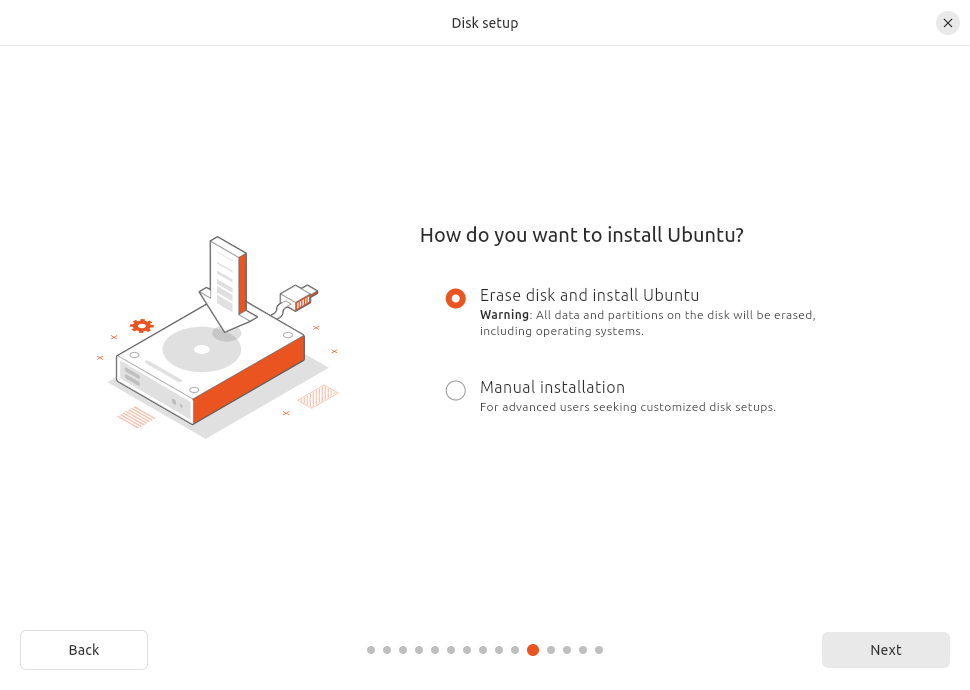 Disk setup
How do you want to install Ubuntu?
Erase disk and install Ubuntu
Warning: All data and partitions on the disk will be erased,
including operating systems.
Manual installation
For advanced users seeking customized disk setups.
Back
Next